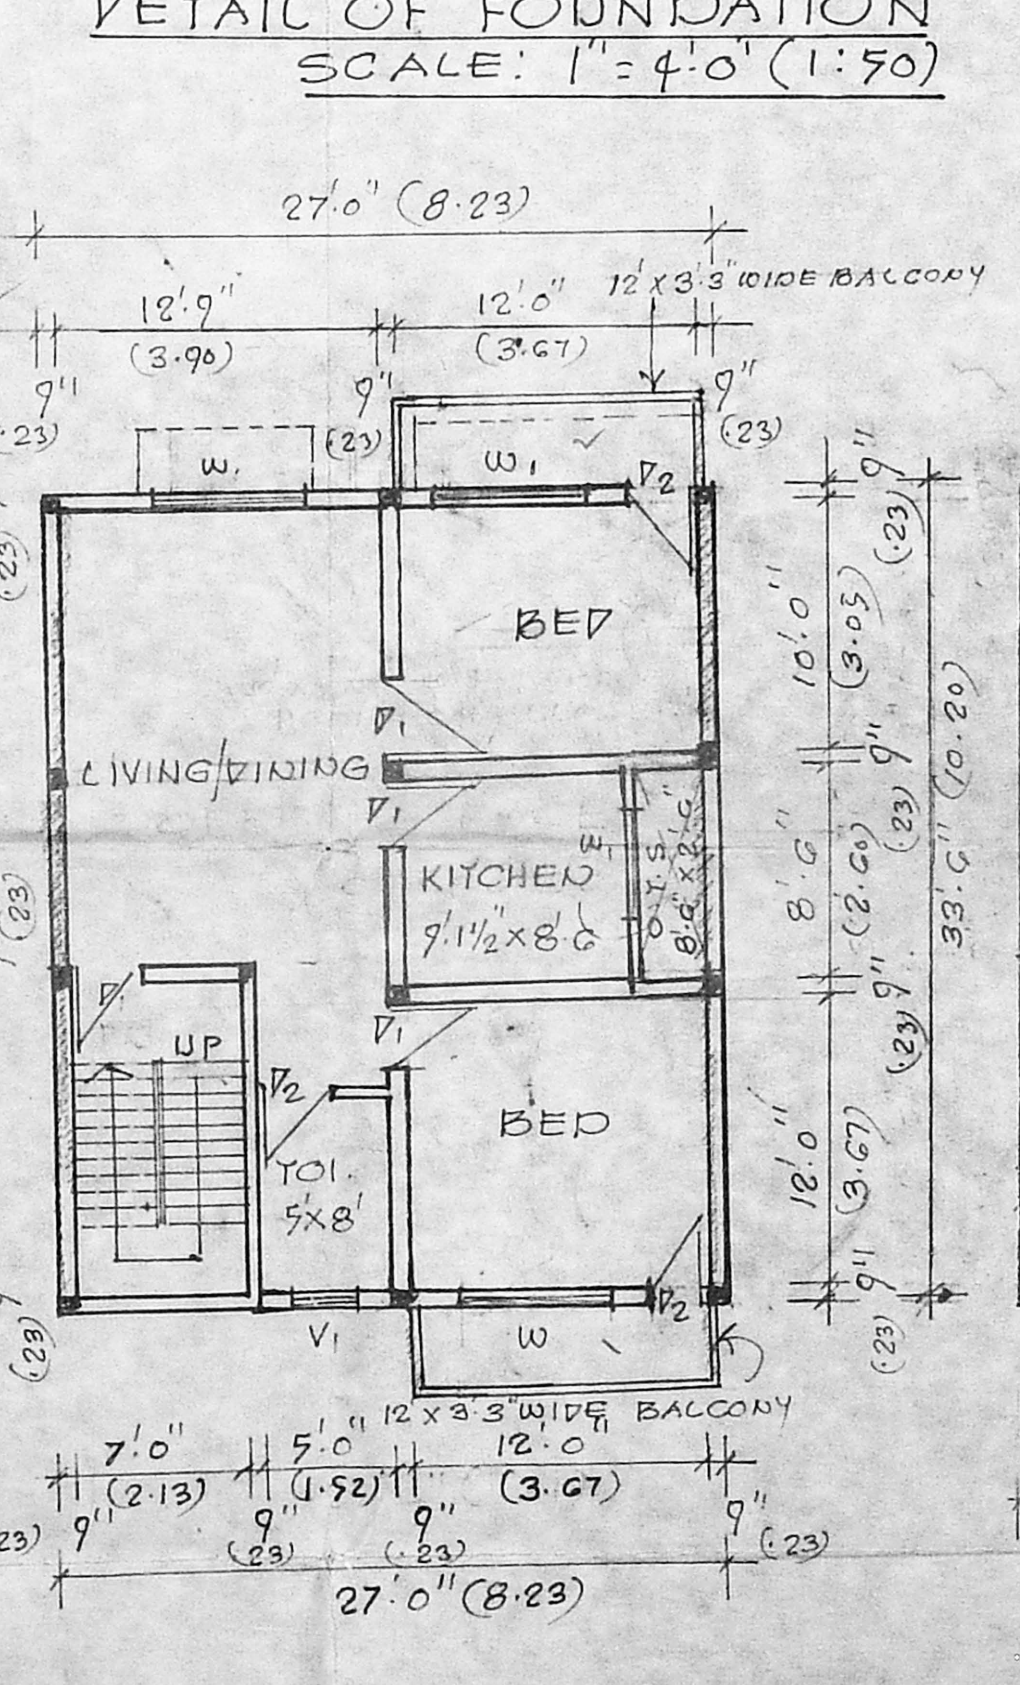 DETAIL OF FOUNDATION
SCALE: 1" = 4'·0" (1:50)
27'·0" (8·23)
12' X 3'·3" WIDE BALCONY
12'·9"
(3·90)
12'·0"
(3·67)
9"
9"
9"
·23)
(·23)
(·23)
W1
W1
D2
9"
(·23)
(·23)
BED
10'·0"
(3·05)
D1
LIVING/DINING
9"
(·23)
33'·6" (10·20)
D1
W1
KITCHEN
9'·1½" X 8'·6"
O.T.S
8'·6" X 2'·6"
8'·6"
(2·60)
(23)
D
UP
D1
9"
(·23)
D2
BED
TOI.
5'X8'
12'·0"
(3·67)
9"
(·23)
D2
V1
W
(·23)
12' X 3'·3" WIDE BALCONY
7'·0"
(2·13)
5'·0"
(1·52)
12'·0"
(3·67)
9"
9"
9"
9"
23)
(·23)
(·23)
(·23)
27'·0" (8·23)